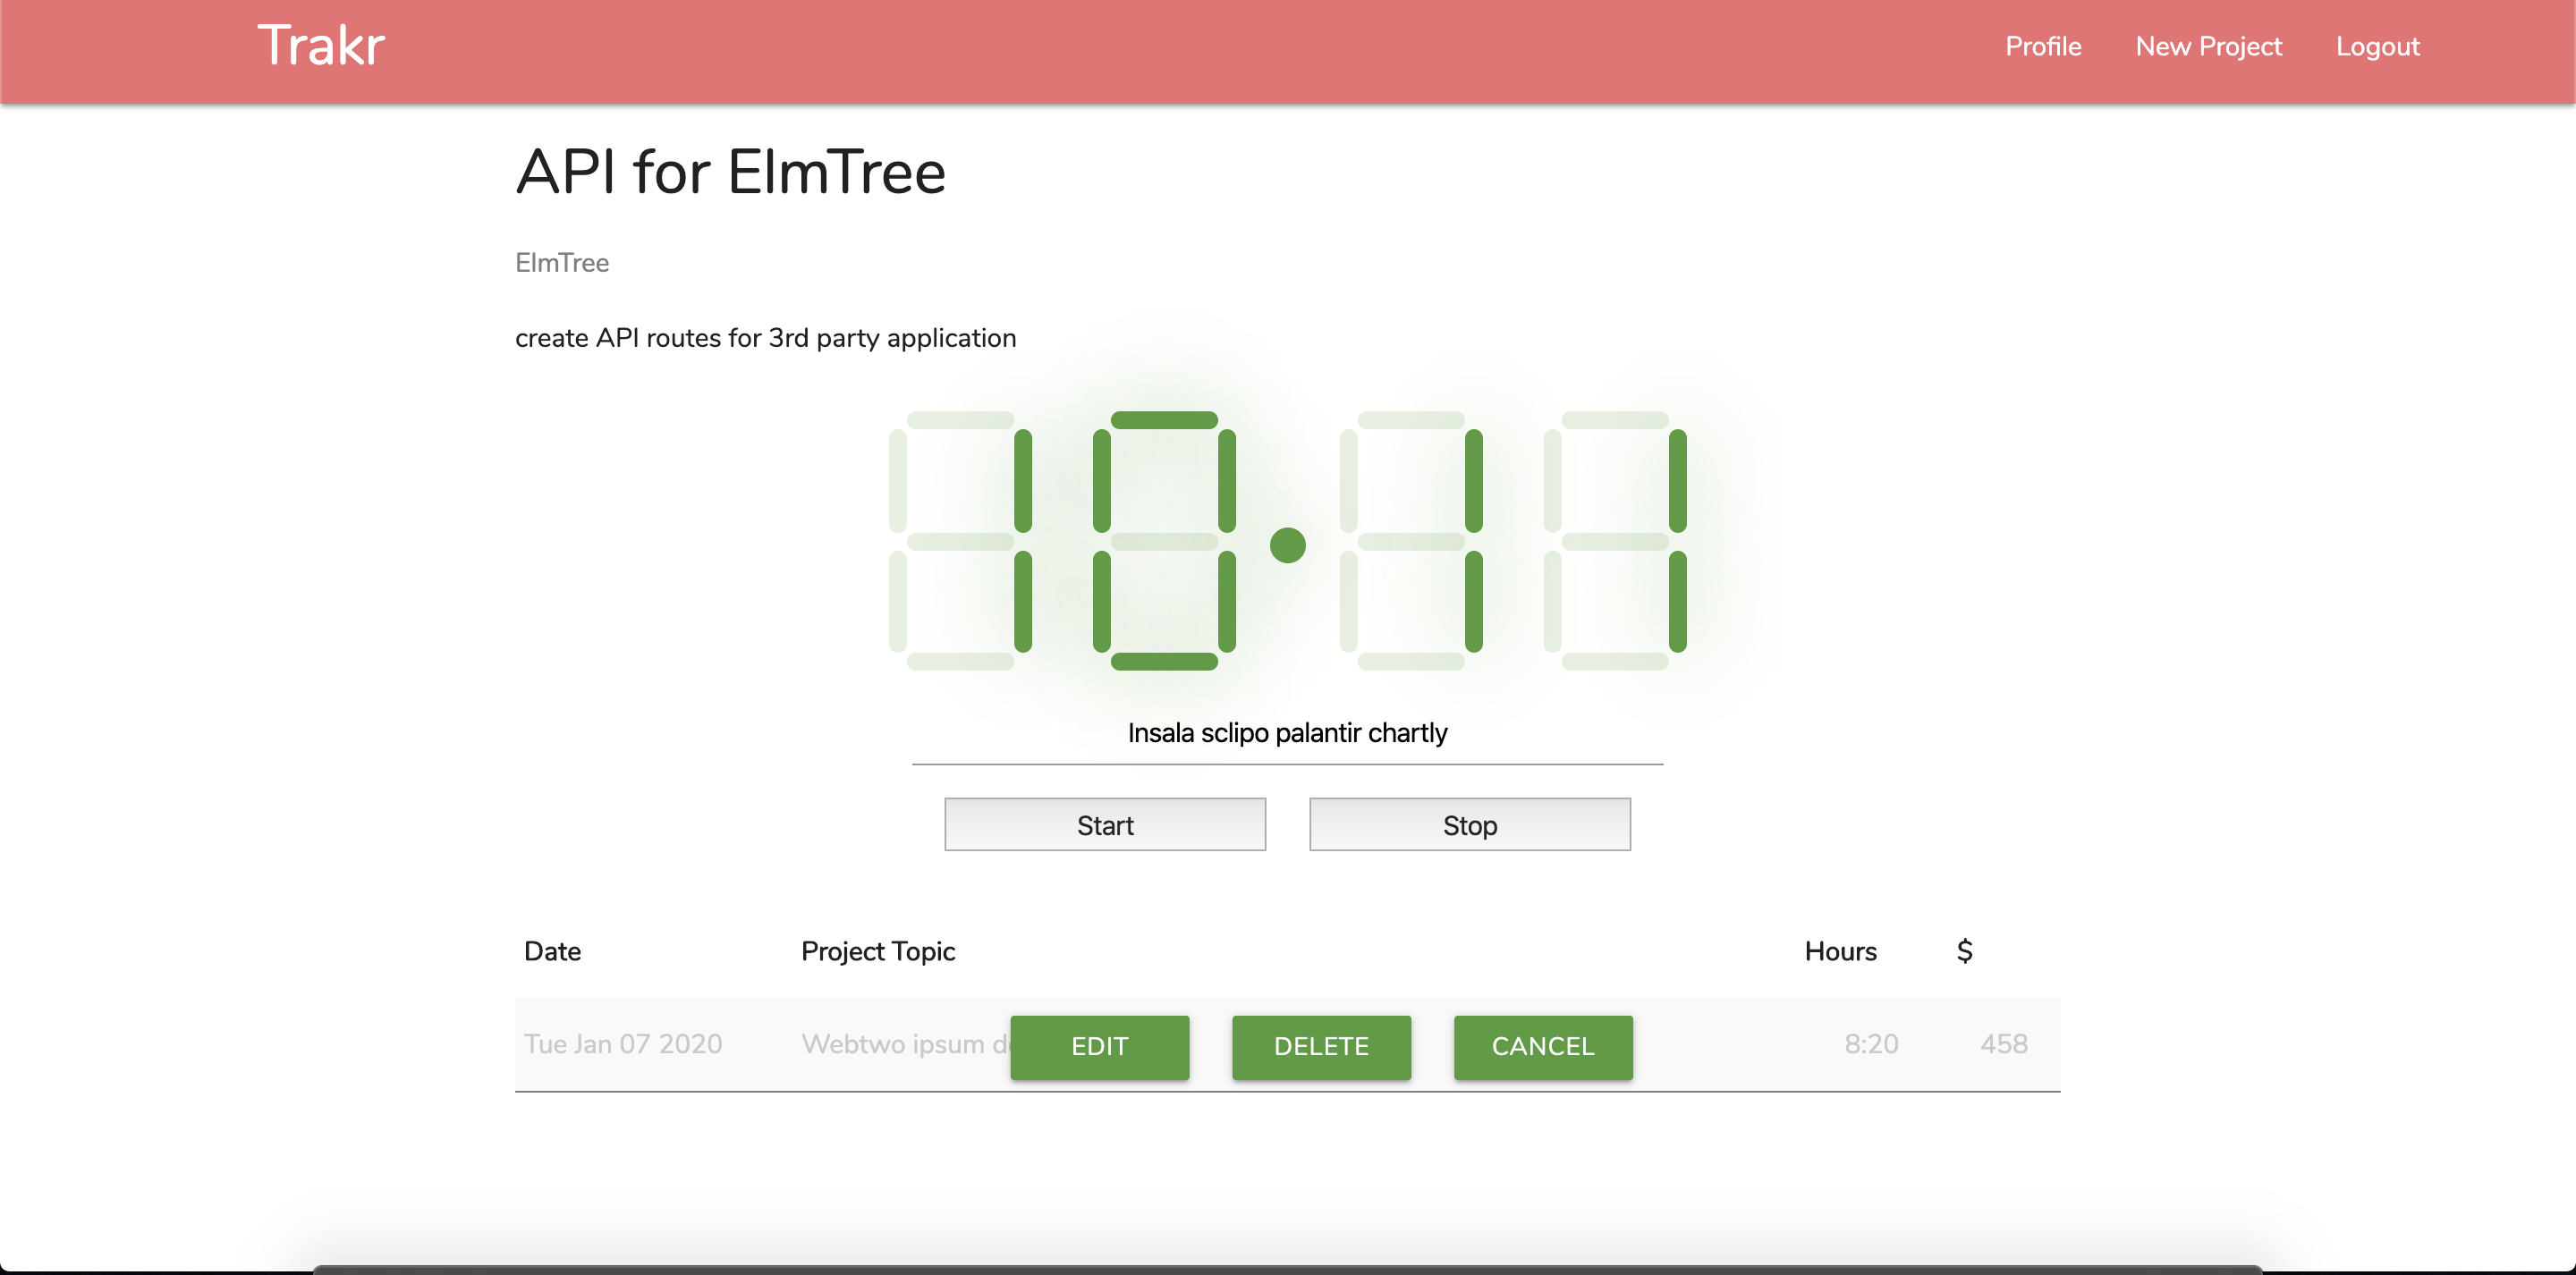 Trakr Profile New Project Logout
API for ElmTree
ElmTree
create API routes for 3rd party application
10 11
Insala sclipo palantir chartly
Start Stop
Date Project Topic Hours $
Tue Jan 07 2020 Webtwo ipsum EDIT DELETE CANCEL 8:20 458